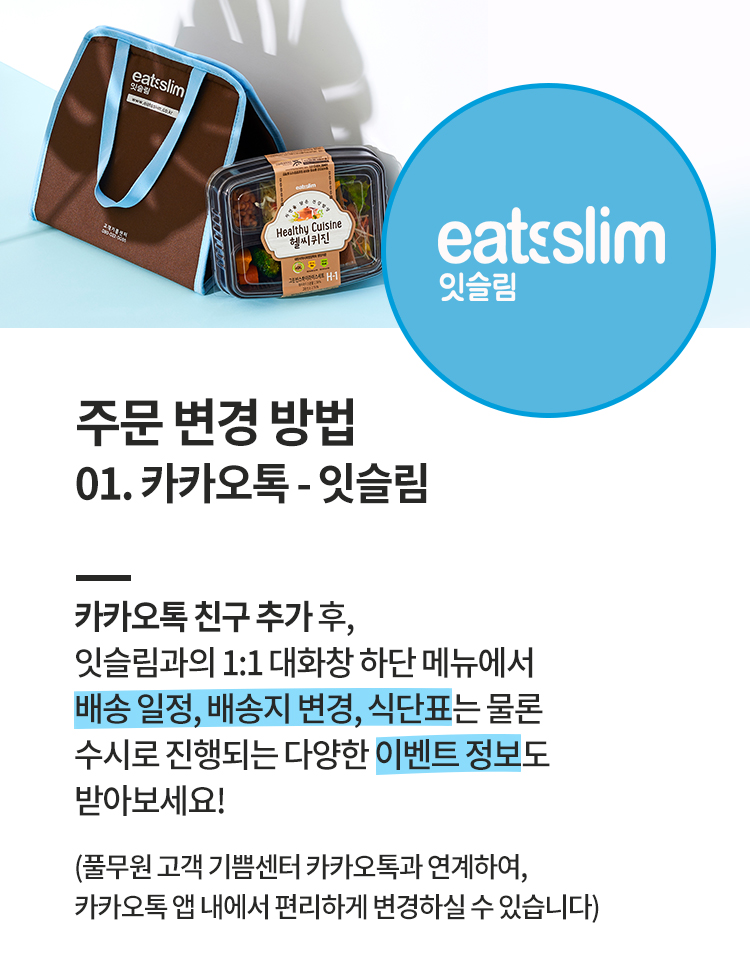 eatsslim
잇슬림
www.eatsslim.co.kr
고객기쁨센터
eatsslim
Healthy Cuisine
헬씨퀴진
H-1
eatsslim
잇슬림
주문 변경 방법
01. 카카오톡 - 잇슬림
카카오톡 친구 추가 후,
잇슬림과의 1:1 대화창 하단 메뉴에서
배송 일정, 배송지 변경, 식단표는 물론
수시로 진행되는 다양한 이벤트 정보도
받아보세요!
(풀무원 고객 기쁨센터 카카오톡과 연계하여,
카카오톡 앱 내에서 편리하게 변경하실 수 있습니다)